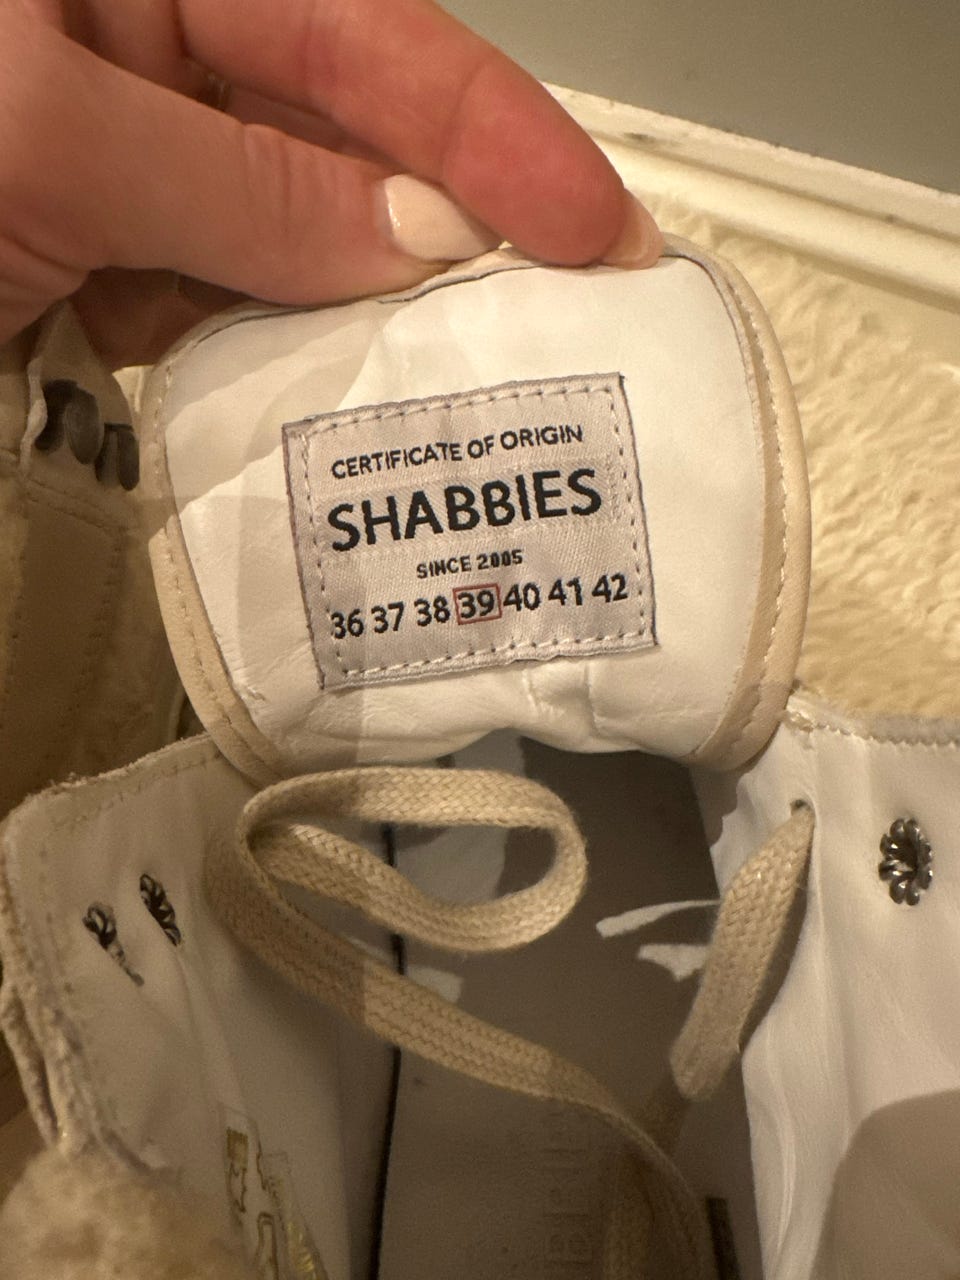 CERTIFICATE OF ORIGIN
SHABBIES
SINCE 2005
36 37 38 39 40 41 42